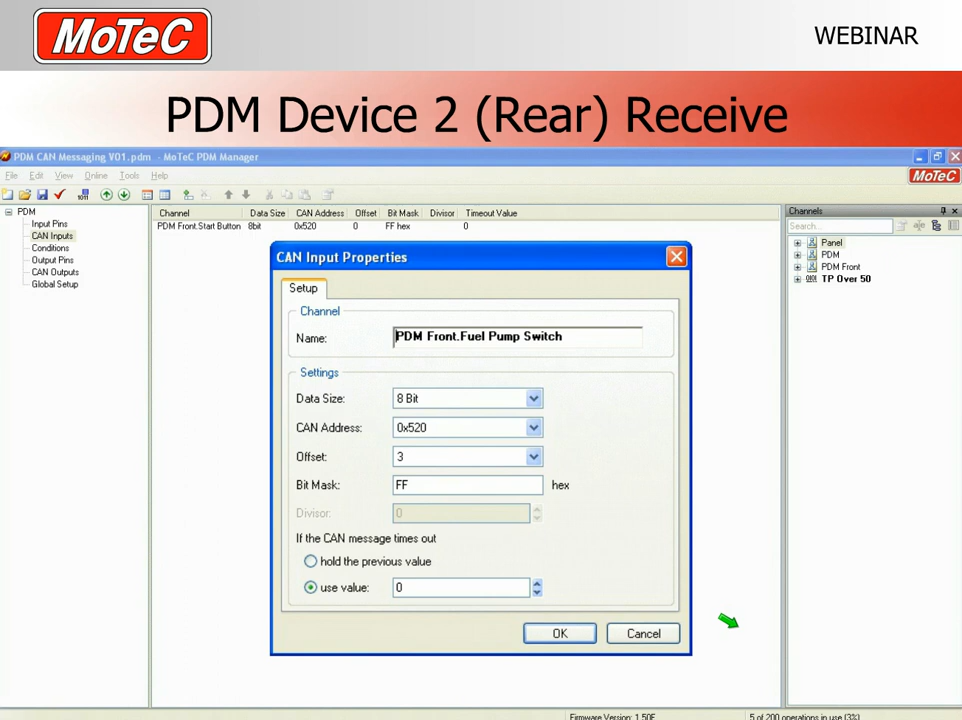 MoTeC
WEBINAR
PDM Device 2 (Rear) Receive
PDM CAN Messaging V01.pdm - MoTeC PDM Manager
File Edit View Online Tools Help
MoTeC
PDM
Input Pins
CAN Inputs
Conditions
Output Pins
CAN Outputs
Global Setup
Channel Data Size CAN Address Offset Bit Mask Divisor Timeout Value
PDM Front.Start Button 8bit 0x520 0 FF hex 0
CAN Input Properties
Setup
Channel
Name: PDM Front.Fuel Pump Switch
Settings
Data Size: 8 Bit
CAN Address: 0x520
Offset: 3
Bit Mask: FF hex
Divisor: 0
If the CAN message times out
hold the previous value
use value: 0
OK Cancel
Channels
Search...
Panel
PDM
PDM Front
TP Over 50
Firmware Version: 1.50F
5 of 200 operations in use (3%)